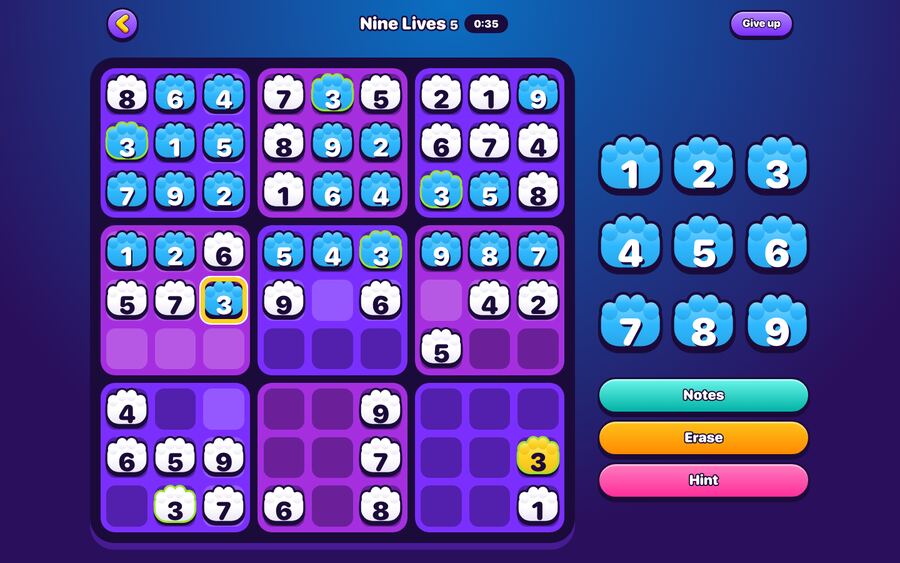 Nine Lives 5 0:35 Give up
8 6 4 7 3 5 2 1 9
3 1 5 8 9 2 6 7 4
7 9 2 1 6 4 3 5 8
1 2 6 5 4 3 9 8 7
5 7 3 9 6 4 2
5
4 9
6 5 9 7 3
3 7 6 8 1
1 2 3
4 5 6
7 8 9
Notes
Erase
Hint